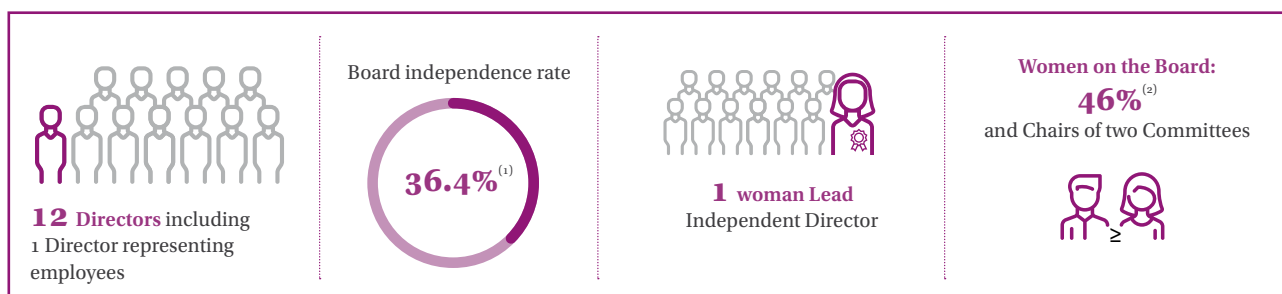 12 Directors including
1 Director representing
employees
Board independence rate
36.4% (1)
1 woman Lead
Independent Director
Women on the Board:
46% (2)
and Chairs of two Committees
≥